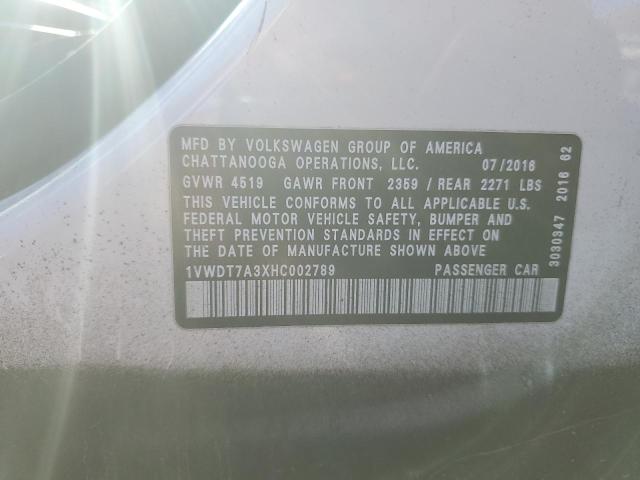 MFD BY VOLKSWAGEN GROUP OF AMERICA
CHATTANOOGA OPERATIONS, LLC. 07/2016
GVWR 4519 GAWR FRONT 2359 / REAR 2271 LBS
THIS VEHICLE CONFORMS TO ALL APPLICABLE U.S.
FEDERAL MOTOR VEHICLE SAFETY, BUMPER AND
THEFT PREVENTION STANDARDS IN EFFECT ON
THE DATE OF MANUFACTURE SHOWN ABOVE
1VWDT7A3XHC002789 PASSENGER CAR
3030347 2016 62